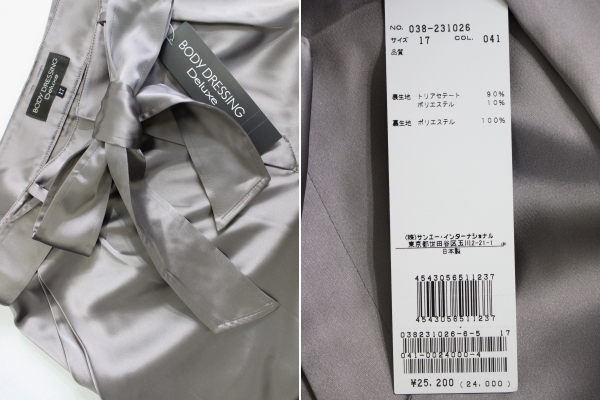 BODY DRESSING
Deluxe
17
BODY DRESSING
Deluxe
NO. 038-231026
サイズ 17 COL. 041
品質
表生地 トリアセテート 90%
ポリエステル 10%
裏生地 ポリエステル 100%
(株)サンエー・インターナショナル
東京都世田谷区玉川2-21-1
日本製
4543056511237
4543056511237
038231026-6-5 17
041-0024000-4
¥25,200 (24,000)